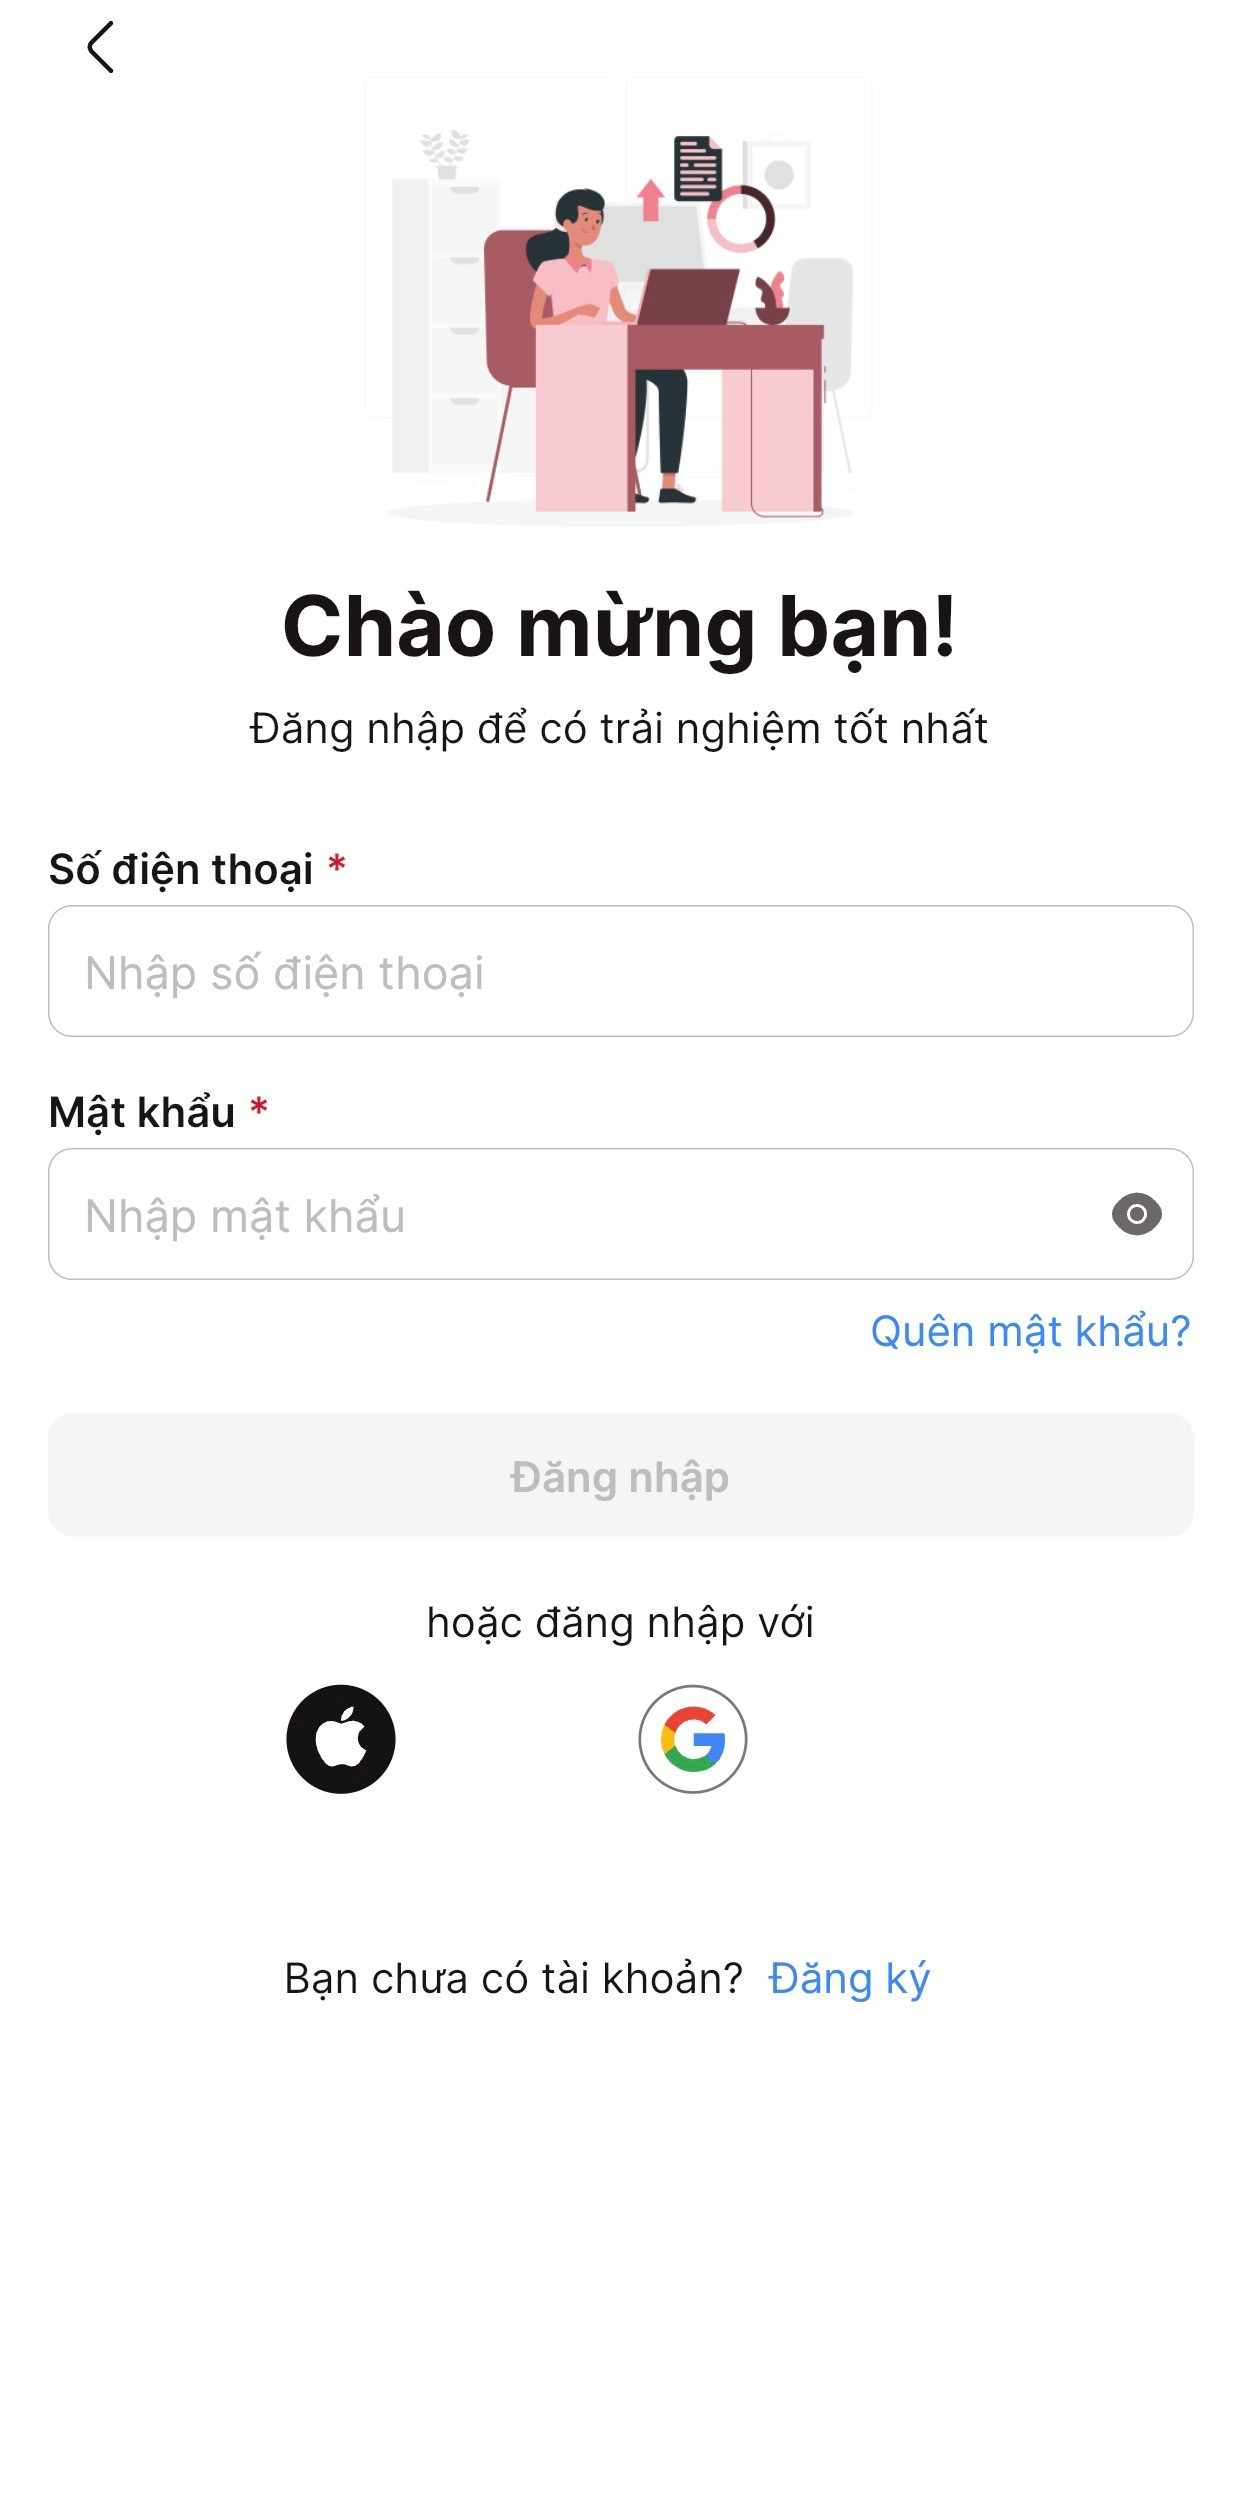 Chào mừng bạn!
Đăng nhập để có trải nghiệm tốt nhất
Số điện thoại *
Nhập số điện thoại
Mật khẩu *
Nhập mật khẩu
Quên mật khẩu?
Đăng nhập
hoặc đăng nhập với
Bạn chưa có tài khoản? Đăng ký